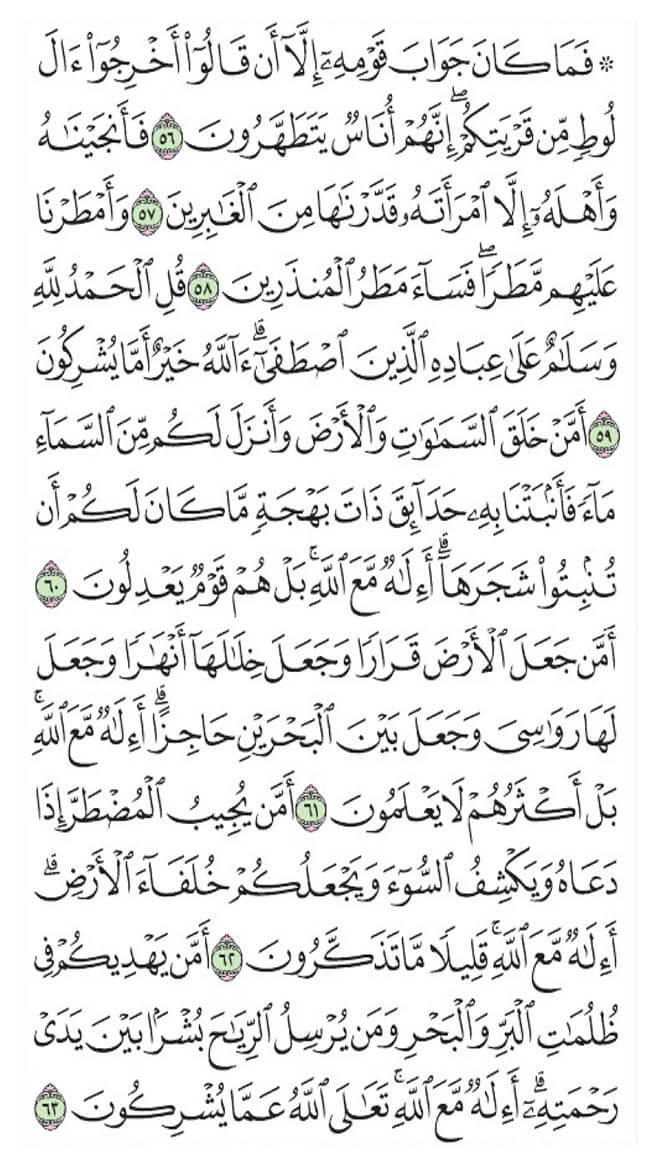 ۞ فَمَا كَانَ جَوَابَ قَوْمِهِۦٓ إِلَّآ أَن قَالُوٓا۟ أَخْرِجُوٓا۟ ءَالَ
لُوطٍ مِّن قَرْيَتِكُمْ ۖ إِنَّهُمْ أُنَاسٌ يَتَطَهَّرُونَ ٥٦ فَأَنجَيْنَـٰهُ
وَأَهْلَهُۥٓ إِلَّا ٱمْرَأَتَهُۥ قَدَّرْنَـٰهَا مِنَ ٱلْغَـٰبِرِينَ ٥٧ وَأَمْطَرْنَا
عَلَيْهِم مَّطَرًا ۖ فَسَآءَ مَطَرُ ٱلْمُنذَرِينَ ٥٨ قُلِ ٱلْحَمْدُ لِلَّهِ
وَسَلَـٰمٌ عَلَىٰ عِبَادِهِ ٱلَّذِينَ ٱصْطَفَىٰٓ ۗ ءَآللَّهُ خَيْرٌ أَمَّا يُشْرِكُونَ
٥٩ أَمَّنْ خَلَقَ ٱلسَّمَـٰوَٰتِ وَٱلْأَرْضَ وَأَنزَلَ لَكُم مِّنَ ٱلسَّمَآءِ
مَآءً فَأَنۢبَتْنَا بِهِۦ حَدَآئِقَ ذَاتَ بَهْجَةٍ مَّا كَانَ لَكُمْ أَن
تُنۢبِتُوا۟ شَجَرَهَآ ۗ أَءِلَـٰهٌ مَّعَ ٱللَّهِ ۚ بَلْ هُمْ قَوْمٌ يَعْدِلُونَ ٦٠
أَمَّن جَعَلَ ٱلْأَرْضَ قَرَارًا وَجَعَلَ خِلَـٰلَهَآ أَنْهَـٰرًا وَجَعَلَ
لَهَا رَوَٰسِىَ وَجَعَلَ بَيْنَ ٱلْبَحْرَيْنِ حَاجِزًا ۗ أَءِلَـٰهٌ مَّعَ ٱللَّهِ ۚ
بَلْ أَكْثَرُهُمْ لَا يَعْلَمُونَ ٦١ أَمَّن يُجِيبُ ٱلْمُضْطَرَّ إِذَا
دَعَاهُ وَيَكْشِفُ ٱلسُّوٓءَ وَيَجْعَلُكُمْ خُلَفَآءَ ٱلْأَرْضِ ۗ
أَءِلَـٰهٌ مَّعَ ٱللَّهِ ۚ قَلِيلًا مَّا تَذَكَّرُونَ ٦٢ أَمَّن يَهْدِيكُمْ فِى
ظُلُمَـٰتِ ٱلْبَرِّ وَٱلْبَحْرِ وَمَن يُرْسِلُ ٱلرِّيَـٰحَ بُشْرًۢا بَيْنَ يَدَىْ
رَحْمَتِهِۦٓ ۗ أَءِلَـٰهٌ مَّعَ ٱللَّهِ ۚ تَعَـٰلَى ٱللَّهُ عَمَّا يُشْرِكُونَ ٦٣